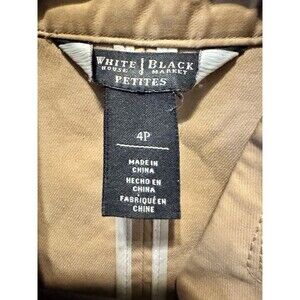 WHITE BLACK
HOUSE MARKET
PETITES
4P
MADE IN
CHINA
HECHO EN
CHINA
FABRIQUÉ EN
CHINE